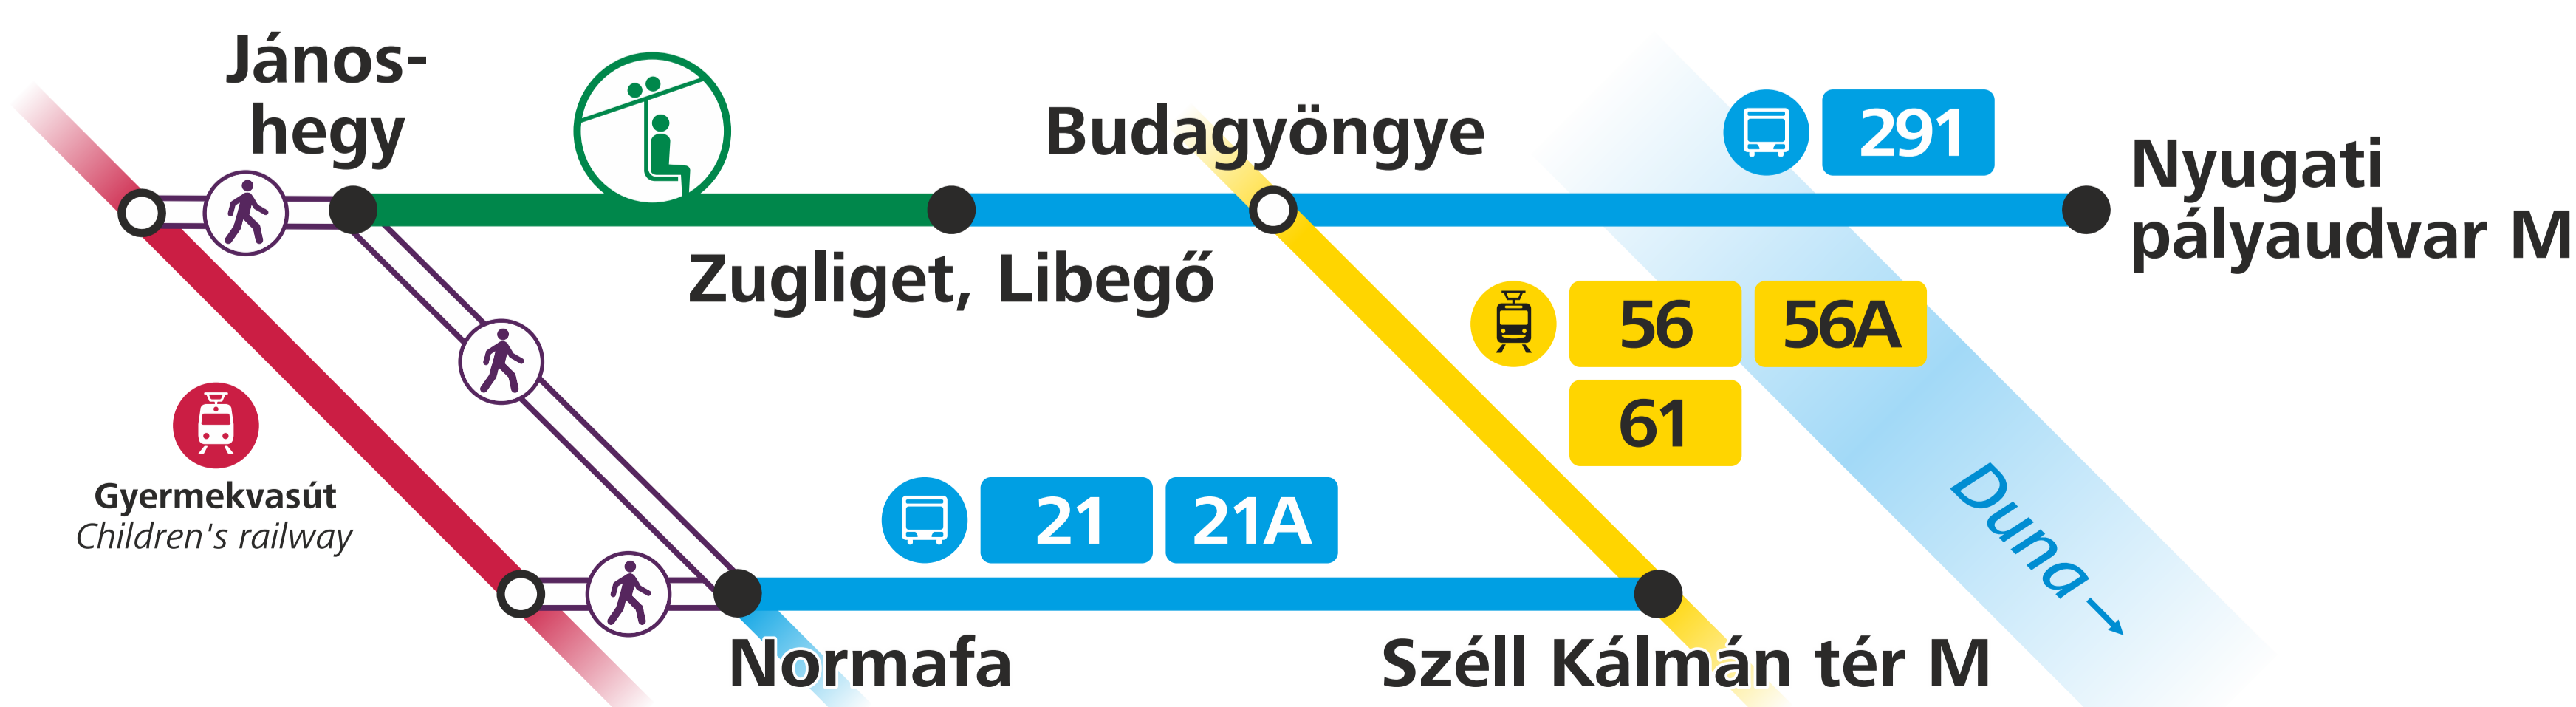 János-
hegy
Budagyöngye
291
Nyugati
pályaudvar M
Zugliget, Libegő
56 56A
61
Gyermekvasút
Children's railway
21 21A
Duna →
Normafa
Széll Kálmán tér M